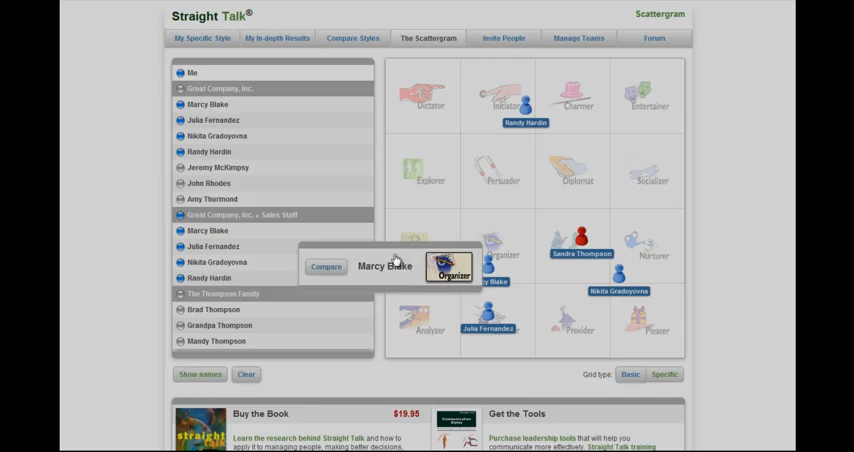 Straight Talk®
Scattergram
My Specific Style
My In-depth Results
Compare Styles
The Scattergram
Invite People
Manage Teams
Forum
Me
Great Company, Inc.
Marcy Blake
Julia Fernandez
Nikita Gradoyovna
Randy Hardin
Jeremy McKimpsy
John Rhodes
Amy Thurmond
Great Company, Inc. » Sales Staff
Marcy Blake
Julia Fernandez
Nikita Gradoyovna
Randy Hardin
The Thompson Family
Brad Thompson
Grandpa Thompson
Mandy Thompson
Dictator
Initiator
Charmer
Entertainer
Randy Hardin
Explorer
Persuader
Diplomat
Socializer
Organizer
Nurturer
Sandra Thompson
cy Blake
Nikita Gradoyovna
Analyzer
Julia Fernandez
Provider
Pleaser
Compare
Marcy Blake
Organizer
Show names
Clear
Grid type:
Basic
Specific
straight
Talk
Buy the Book
$19.95
Learn the research behind Straight Talk and how to
apply it to managing people, making better decisions,
Get the Tools
Purchase leadership tools that will help you
communicate more effectively. Straight Talk training